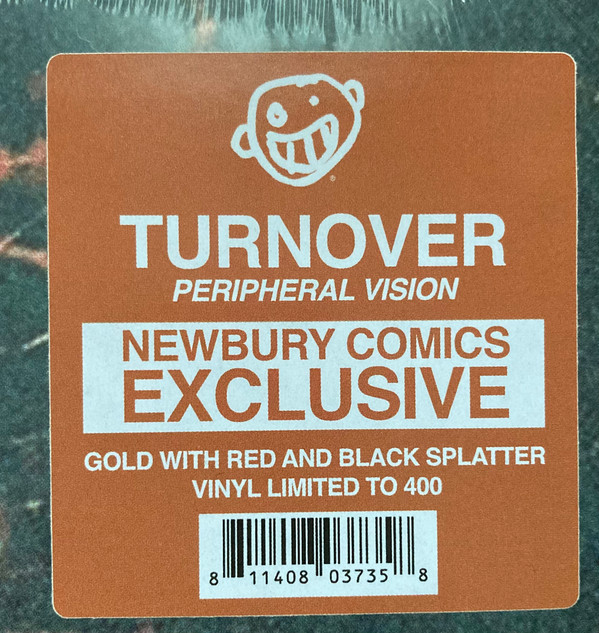 TURNOVER
PERIPHERAL VISION
NEWBURY COMICS
EXCLUSIVE
GOLD WITH RED AND BLACK SPLATTER
VINYL LIMITED TO 400
8 11408 03735 8